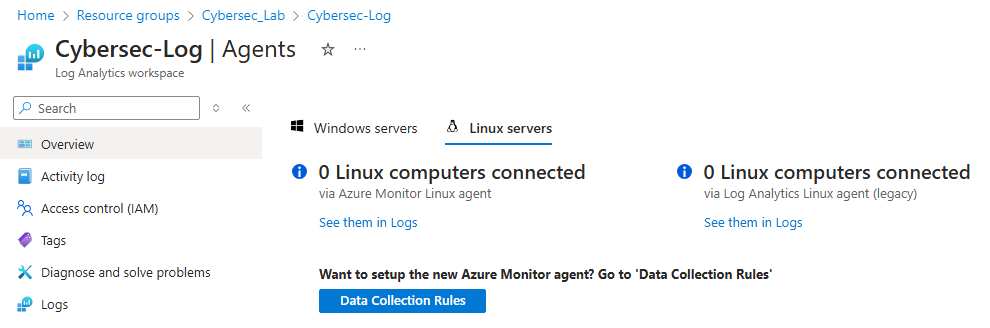 Home > Resource groups > Cybersec_Lab > Cybersec-Log
Cybersec-Log | Agents
Log Analytics workspace
Search
Overview
Activity log
Access control (IAM)
Tags
Diagnose and solve problems
Logs
Windows servers
Linux servers
0 Linux computers connected
via Azure Monitor Linux agent
See them in Logs
0 Linux computers connected
via Log Analytics Linux agent (legacy)
See them in Logs
Want to setup the new Azure Monitor agent? Go to 'Data Collection Rules'
Data Collection Rules